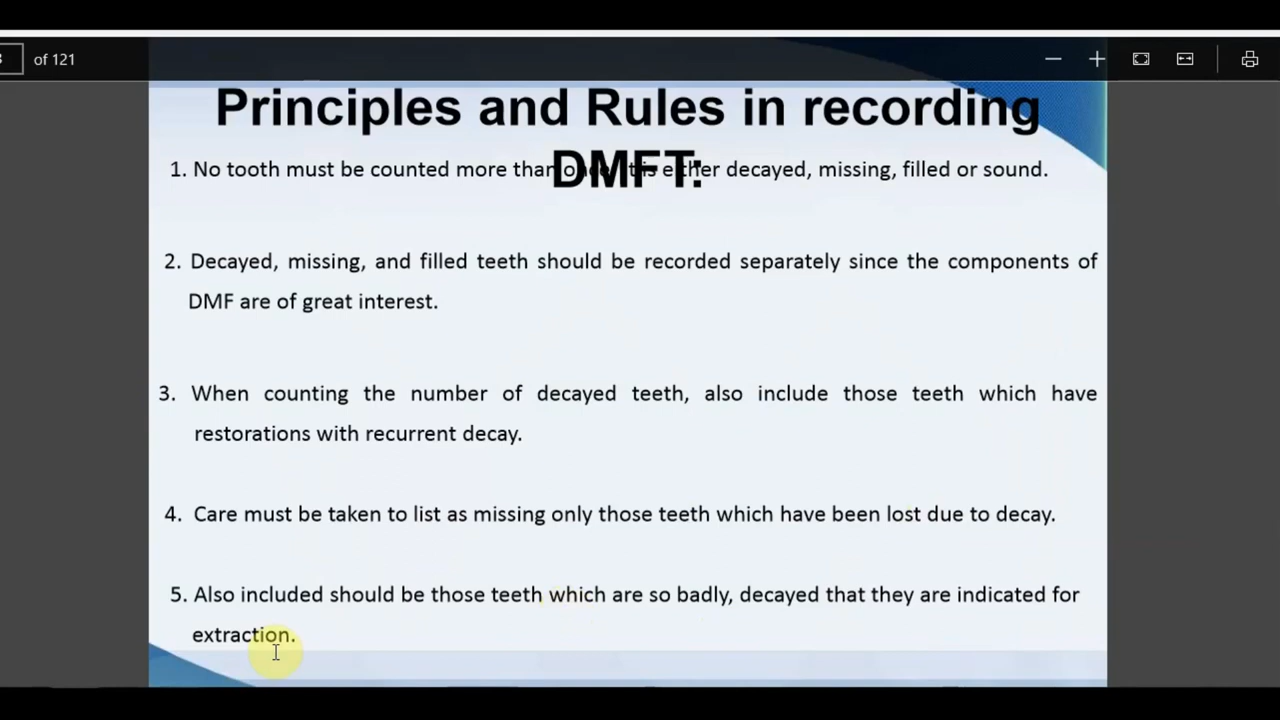 of 121
Principles and Rules in recording
DMFT:
1. No tooth must be counted more than either decayed, missing, filled or sound.
2. Decayed, missing, and filled teeth should be recorded separately since the components of
DMF are of great interest.
3. When counting the number of decayed teeth, also include those teeth which have
restorations with recurrent decay.
4. Care must be taken to list as missing only those teeth which have been lost due to decay.
5. Also included should be those teeth which are so badly, decayed that they are indicated for
extraction.